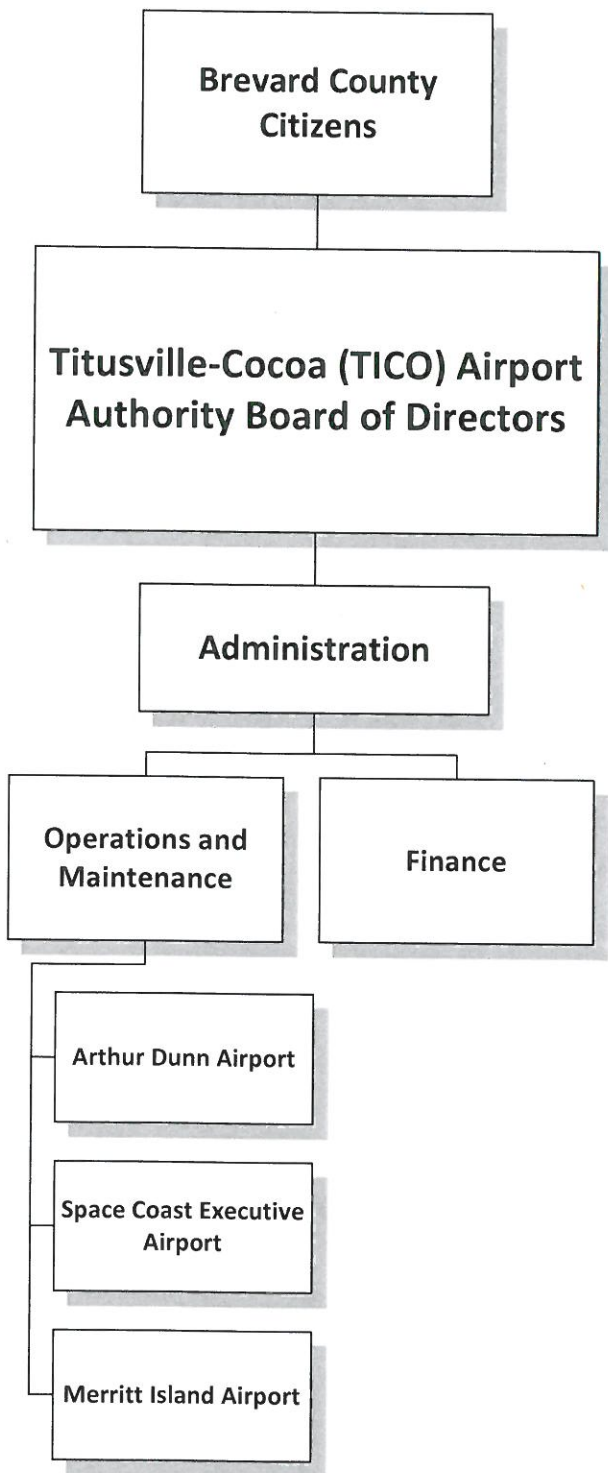 Brevard County
Citizens
Titusville-Cocoa (TICO) Airport
Authority Board of Directors
Administration
Operations and
Maintenance
Finance
Arthur Dunn Airport
Space Coast Executive
Airport
Merritt Island Airport